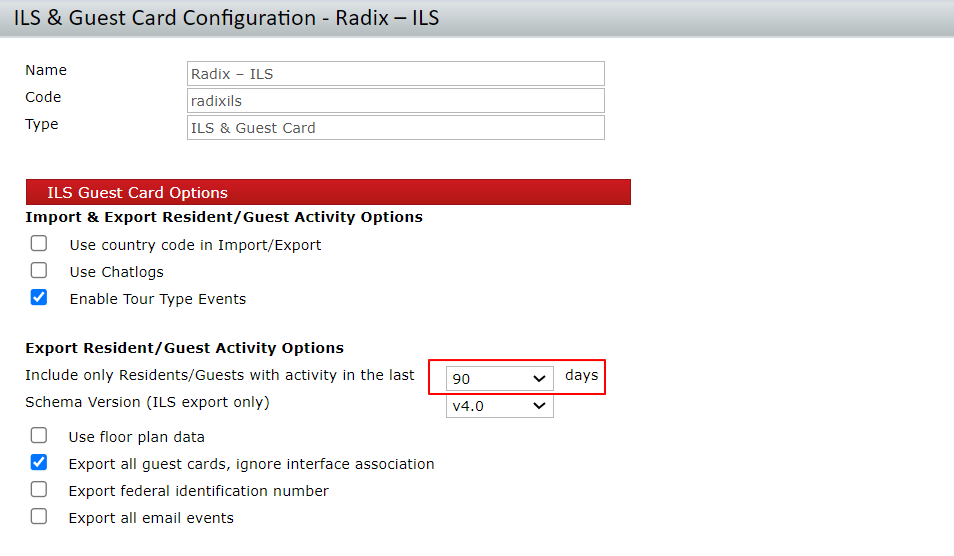 ILS & Guest Card Configuration - Radix – ILS
Name Radix – ILS
Code radixils
Type ILS & Guest Card
ILS Guest Card Options
Import & Export Resident/Guest Activity Options
Use country code in Import/Export
Use Chatlogs
Enable Tour Type Events
Export Resident/Guest Activity Options
Include only Residents/Guests with activity in the last 90 days
Schema Version (ILS export only) v4.0
Use floor plan data
Export all guest cards, ignore interface association
Export federal identification number
Export all email events